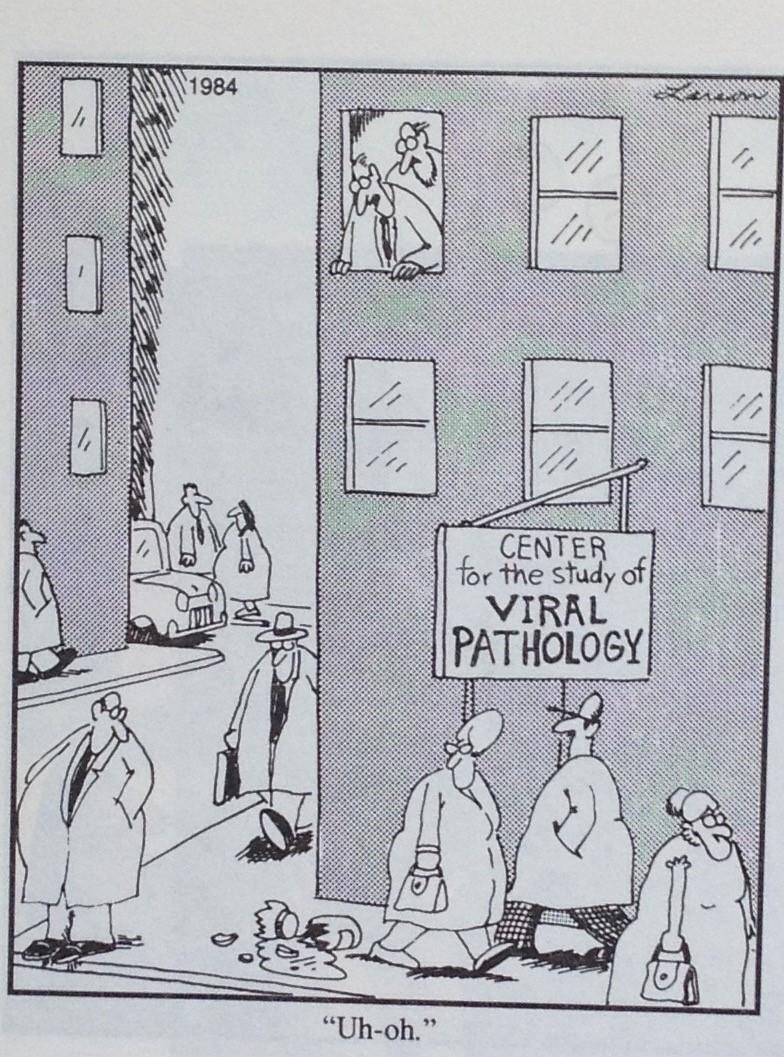 1984
Larson
CENTER
for the study of
VIRAL
PATHOLOGY
"Uh-oh."